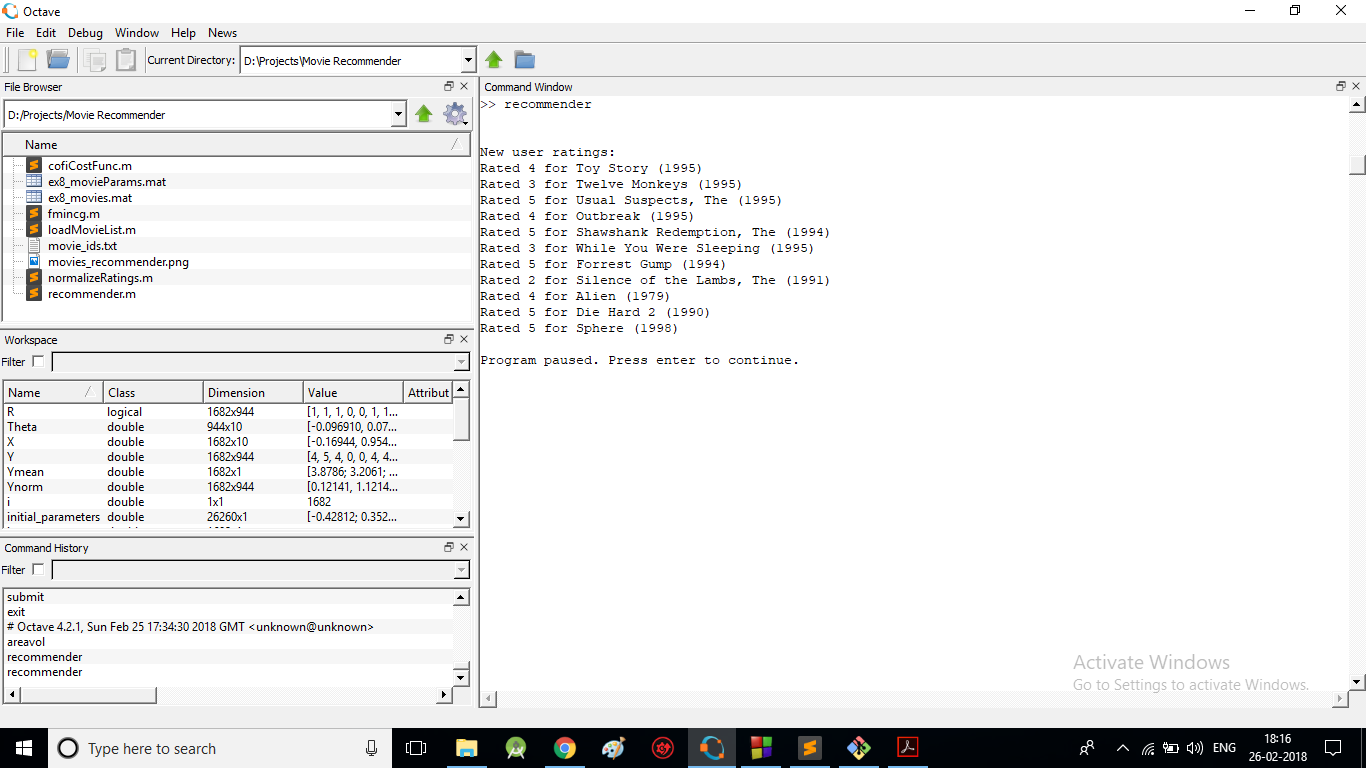 Octave
File Edit Debug Window Help News
Current Directory: D:\Projects\Movie Recommender
File Browser
D:/Projects/Movie Recommender
Name
cofiCostFunc.m
ex8_movieParams.mat
ex8_movies.mat
fmincg.m
loadMovieList.m
movie_ids.txt
movies_recommender.png
normalizeRatings.m
recommender.m
Workspace
Filter
Name Class Dimension Value Attribut
R logical 1682x944 [1, 1, 1, 0, 0, 1, 1...
Theta double 944x10 [-0.096910, 0.07...
X double 1682x10 [-0.16944, 0.954...
Y double 1682x944 [4, 5, 4, 0, 0, 4, 4...
Ymean double 1682x1 [3.8786; 3.2061; ...
Ynorm double 1682x944 [0.12141, 1.1214...
i double 1x1 1682
initial_parameters double 26260x1 [-0.42812; 0.352...
Command History
Filter
submit
exit
# Octave 4.2.1, Sun Feb 25 17:34:30 2018 GMT <unknown@unknown>
areavol
recommender
recommender
Command Window
>> recommender
New user ratings:
Rated 4 for Toy Story (1995)
Rated 3 for Twelve Monkeys (1995)
Rated 5 for Usual Suspects, The (1995)
Rated 4 for Outbreak (1995)
Rated 5 for Shawshank Redemption, The (1994)
Rated 3 for While You Were Sleeping (1995)
Rated 5 for Forrest Gump (1994)
Rated 2 for Silence of the Lambs, The (1991)
Rated 4 for Alien (1979)
Rated 5 for Die Hard 2 (1990)
Rated 5 for Sphere (1998)
Program paused. Press enter to continue.
Activate Windows
Go to Settings to activate Windows.
Type here to search
ENG
18:16
26-02-2018